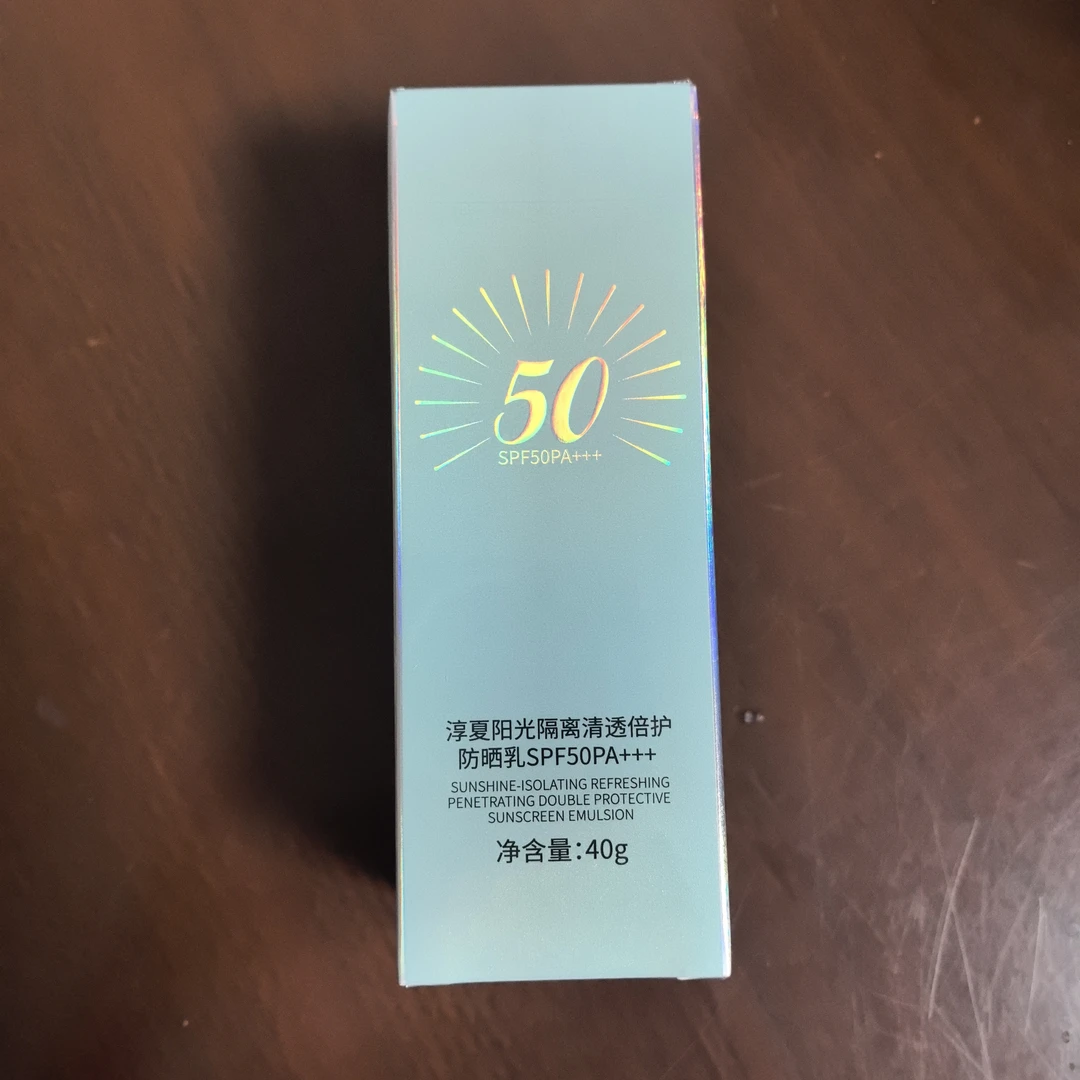 50
SPF50PA+++
淳夏阳光隔离清透倍护
防晒乳SPF50PA+++
SUNSHINE-ISOLATING REFRESHING
PENETRATING DOUBLE PROTECTIVE
SUNSCREEN EMULSION
净含量：40g